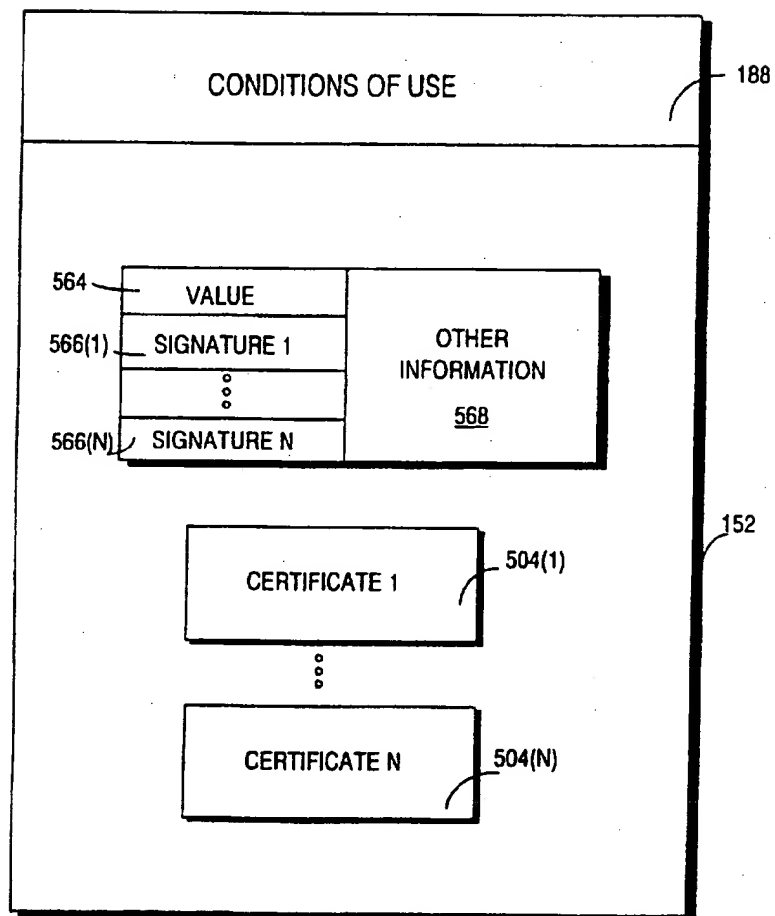 CONDITIONS OF USE
188
564
VALUE
566(1)
SIGNATURE 1
566(N)
SIGNATURE N
OTHER
INFORMATION
568
152
CERTIFICATE 1
504(1)
CERTIFICATE N
504(N)